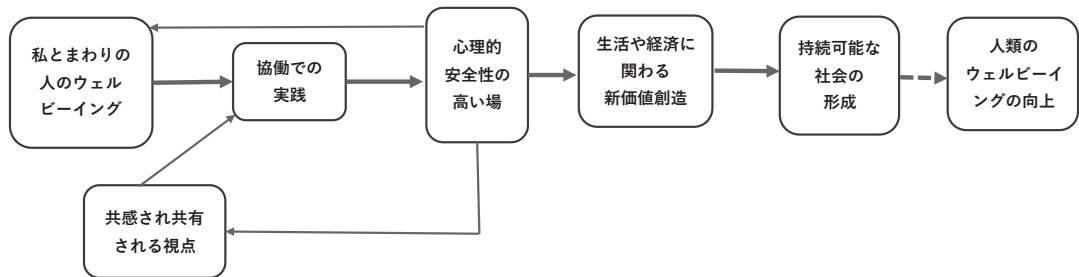 私とまわりの
人のウェル
ビーイング
協働での
実践
心理的
安全性の
高い場
生活や経済に
関わる
新価値創造
持続可能な
社会の
形成
人類の
ウェルビーイ
ングの向上
共感され共有
される視点